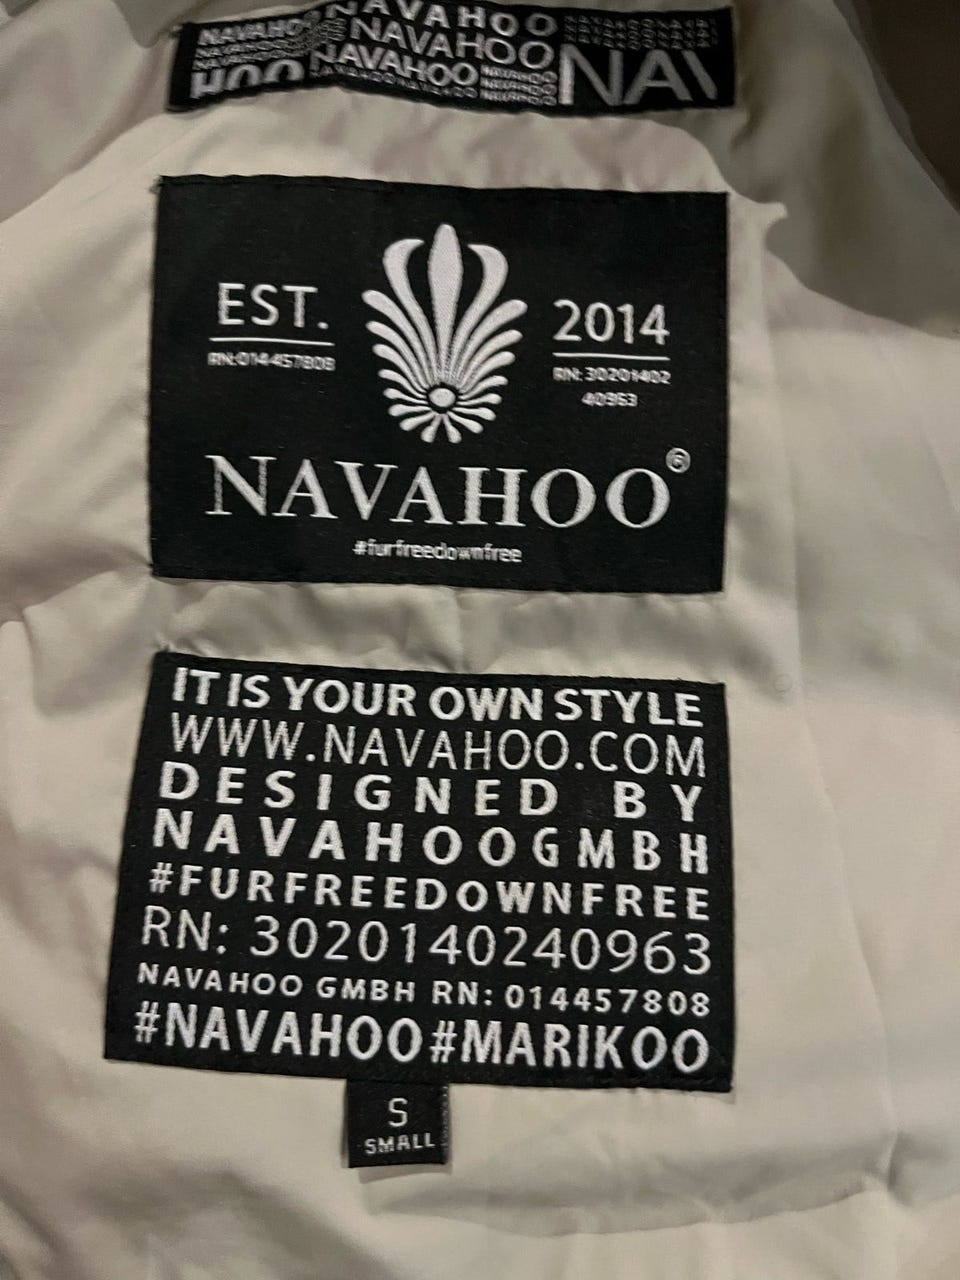 NAVAHOO
NAVAHOO
NAVAHOO
NAVAHOO
EST.
RN:014457808
2014
RN: 30201402
40963
NAVAHOO®
#furfreedownfree
IT IS YOUR OWN STYLE
WWW.NAVAHOO.COM
DESIGNED BY
NAVAHOOGMBH
#FURFREEDOWNFREE
RN: 3020140240963
NAVAHOO GMBH RN: 014457808
#NAVAHOO#MARIKOO
S
SMALL